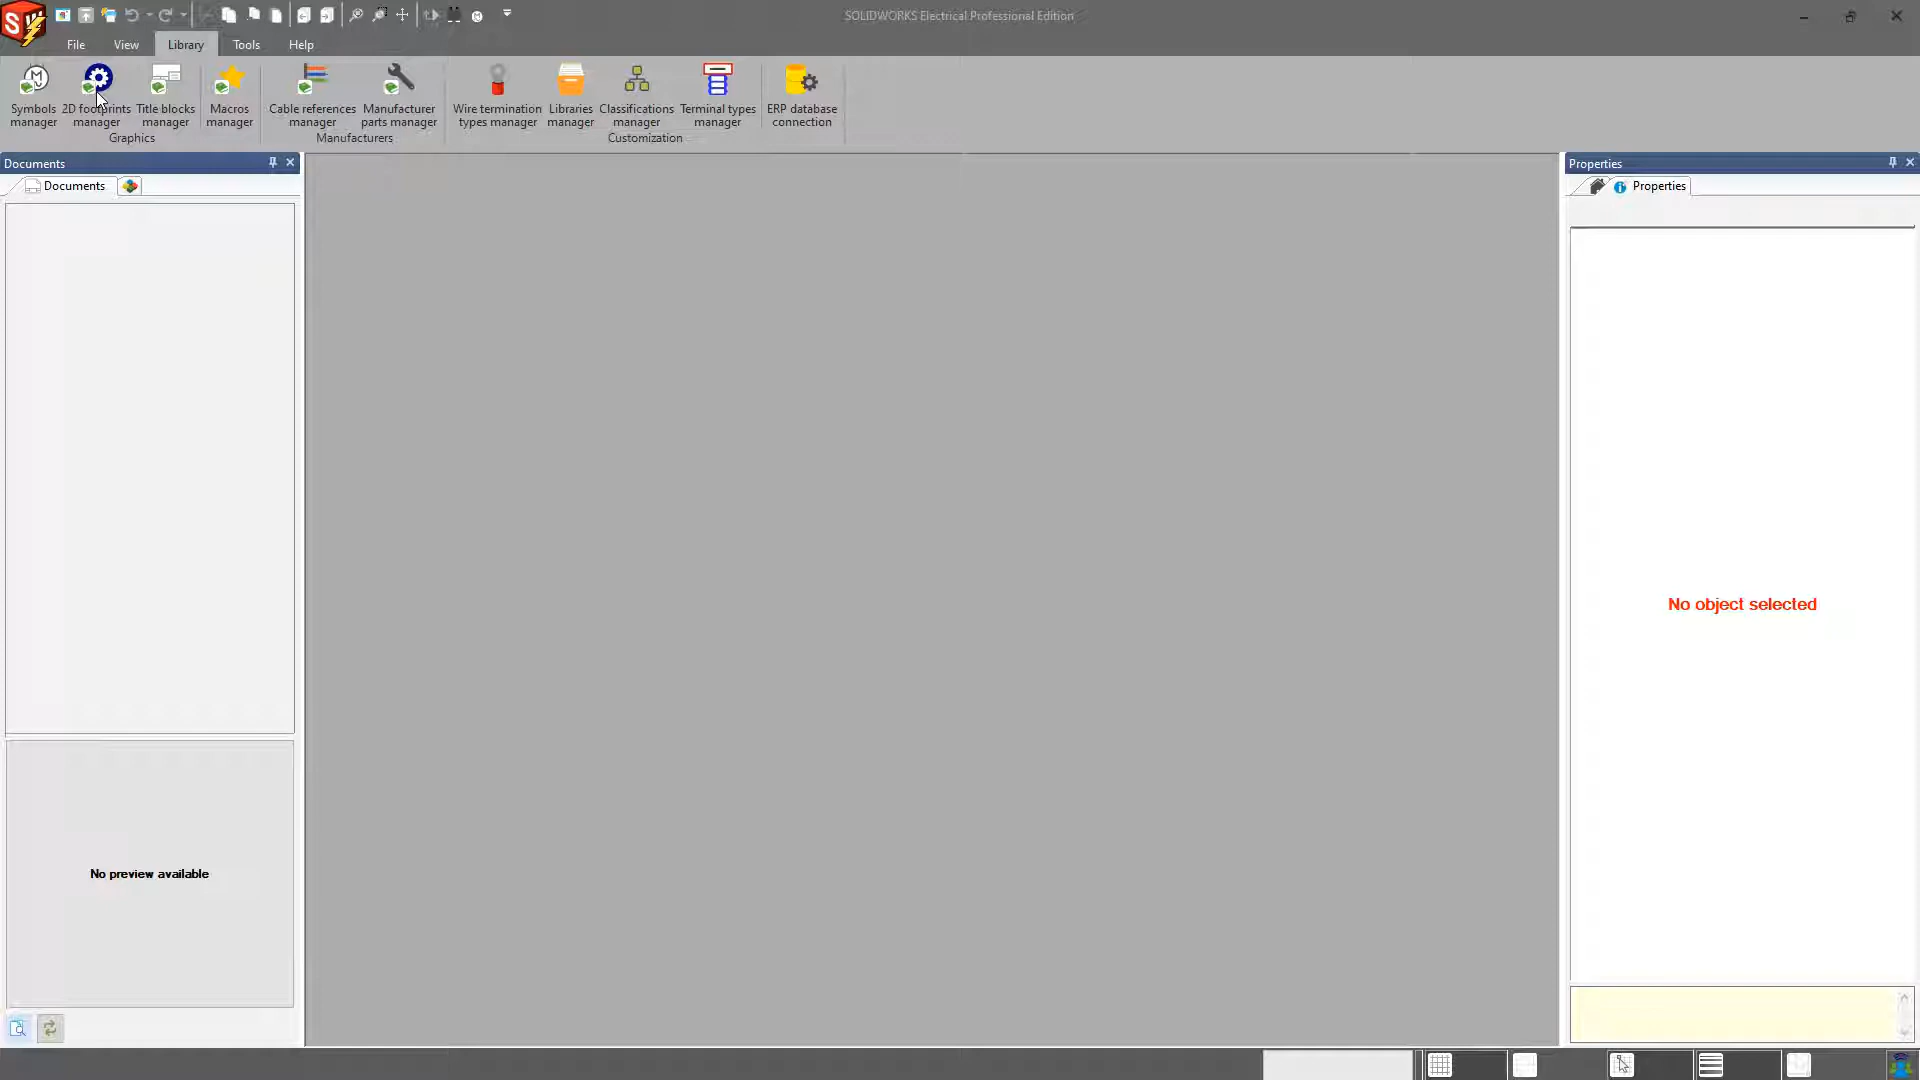 SOLIDWORKS Electrical Professional Edition
File View Library Tools Help
Symbols manager
2D footprints manager
Title blocks manager
Macros manager
Cable references manager
Manufacturer parts manager
Wire termination types manager
Libraries manager
Classifications manager
Terminal types manager
ERP database connection
Graphics Manufacturers Customization
Documents
Documents
No preview available
Properties
Properties
No object selected